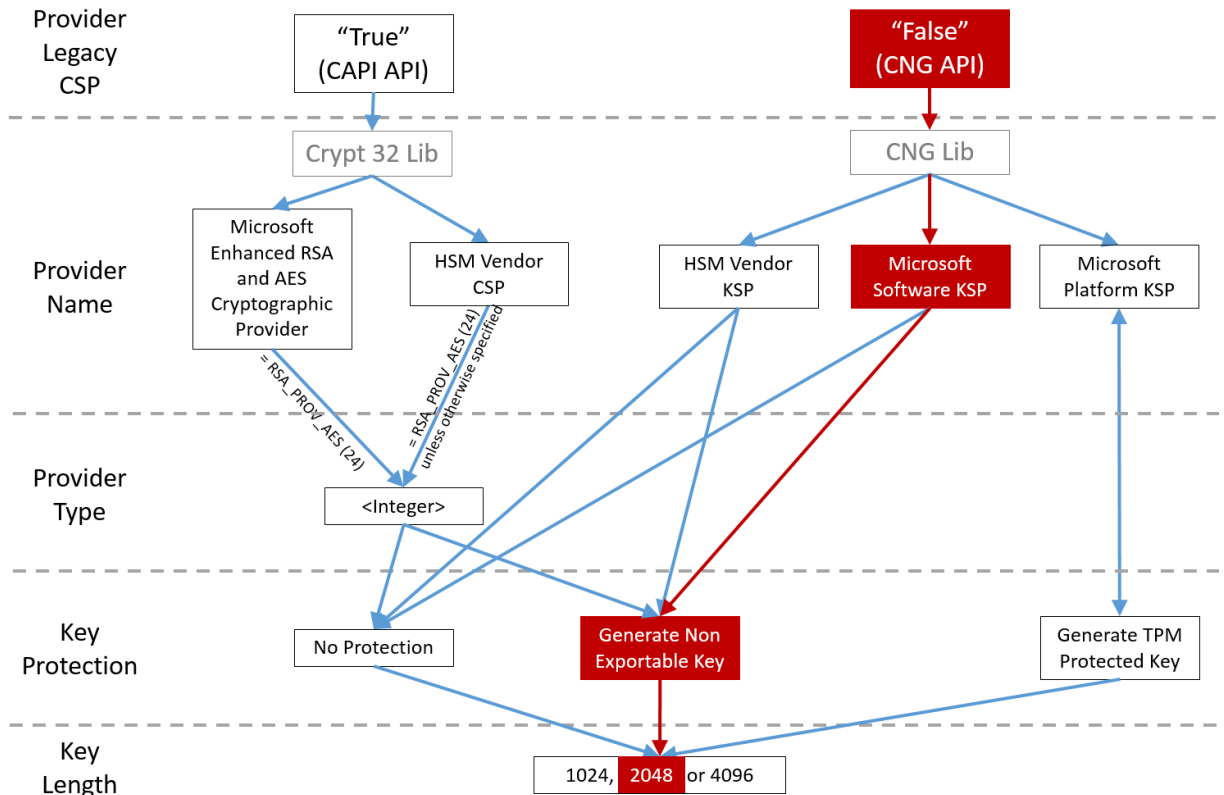 Provider
Legacy
CSP
“True”
(CAPI API)
“False”
(CNG API)
Crypt 32 Lib
CNG Lib
Provider
Name
Microsoft
Enhanced RSA
and AES
Cryptographic
Provider
HSM Vendor
CSP
HSM Vendor
KSP
Microsoft
Software KSP
Microsoft
Platform KSP
= RSA_PROV_AES (24)
= RSA_PROV_AES (24)
unless otherwise specified
Provider
Type
<Integer>
Key
Protection
No Protection
Generate Non
Exportable Key
Generate TPM
Protected Key
Key
Length
1024, 2048 or 4096